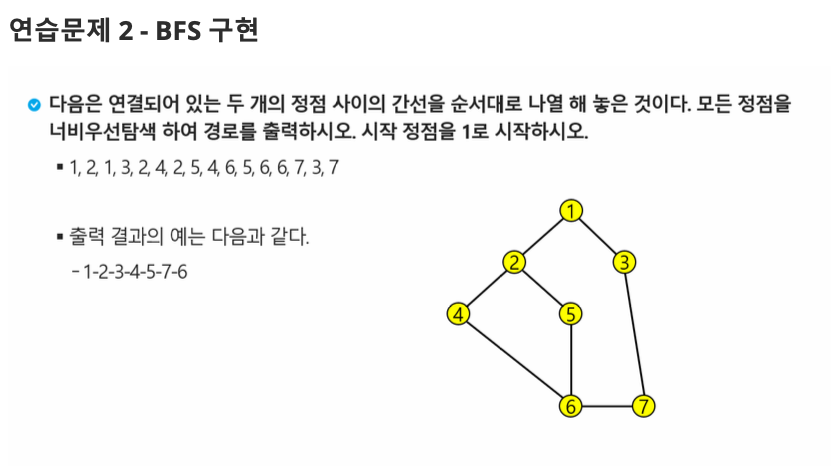 연습문제 2 - BFS 구현
다음은 연결되어 있는 두 개의 정점 사이의 간선을 순서대로 나열 해 놓은 것이다. 모든 정점을
너비우선탐색 하여 경로를 출력하시오. 시작 정점을 1로 시작하시오.
▪ 1, 2, 1, 3, 2, 4, 2, 5, 4, 6, 5, 6, 6, 7, 3, 7
▪ 출력 결과의 예는 다음과 같다.
– 1-2-3-4-5-7-6
1
2
3
4
5
6
7